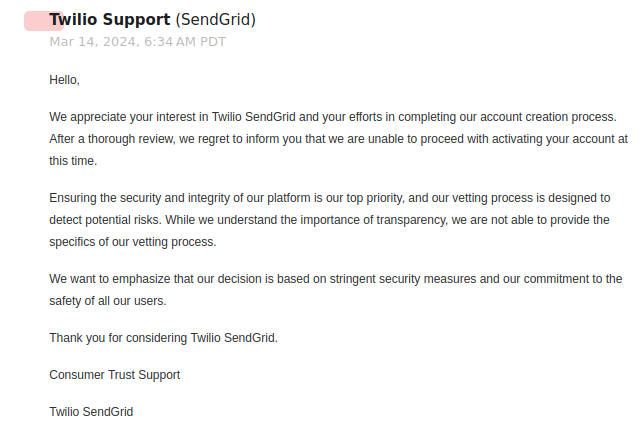 Twilio Support (SendGrid)
Mar 14, 2024, 6:34 AM PDT
Hello,
We appreciate your interest in Twilio SendGrid and your efforts in completing our account creation process.
After a thorough review, we regret to inform you that we are unable to proceed with activating your account at
this time.
Ensuring the security and integrity of our platform is our top priority, and our vetting process is designed to
detect potential risks. While we understand the importance of transparency, we are not able to provide the
specifics of our vetting process.
We want to emphasize that our decision is based on stringent security measures and our commitment to the
safety of all our users.
Thank you for considering Twilio SendGrid.
Consumer Trust Support
Twilio SendGrid